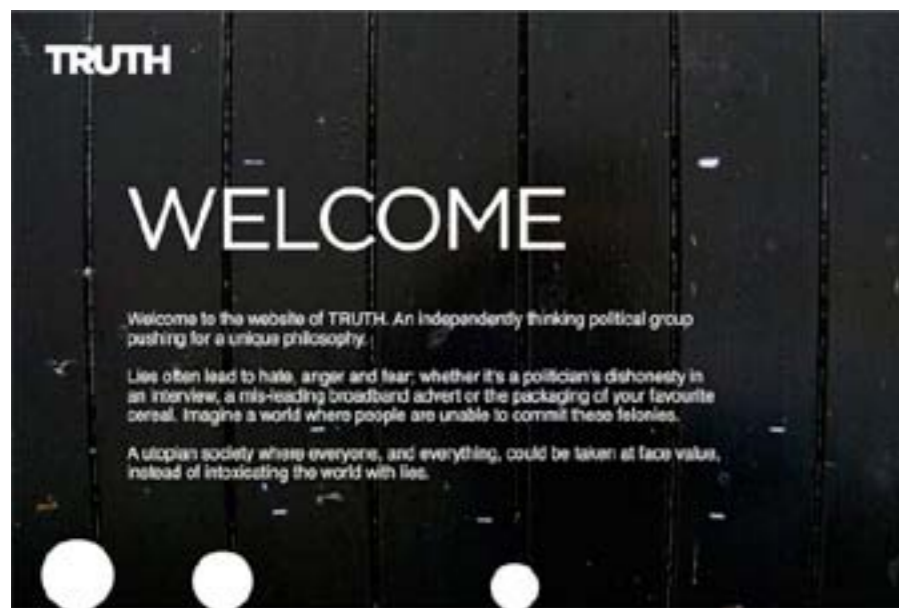 TRUTH
WELCOME
Welcome to the website of TRUTH. An independently thinking political group
pushing for a unique philosophy.
Lies often lead to hate, anger and fear; whether it's a politician's dishonesty in
an interview, a mis-leading broadband advert or the packaging of your favourite
cereal. Imagine a world where people are unable to commit these felonies.
A utopian society where everyone, and everything, could be taken at face value,
instead of intoxicating the world with lies.